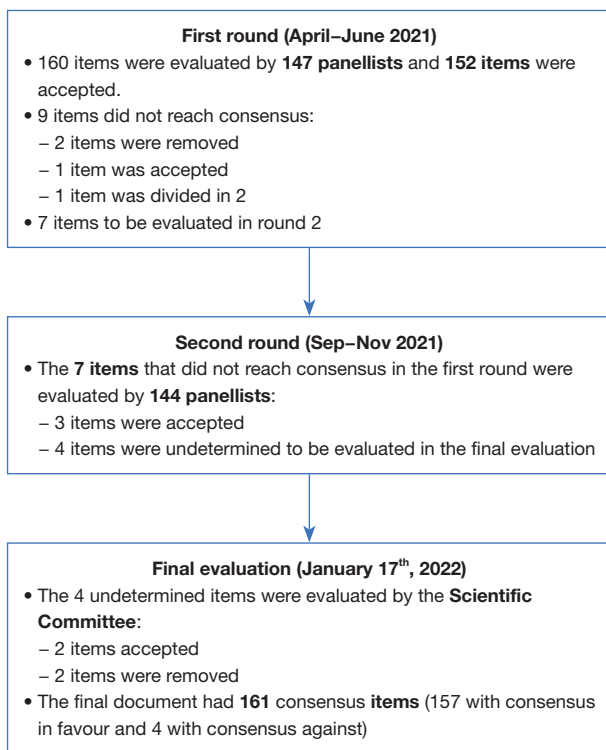 First round (April–June 2021)
• 160 items were evaluated by 147 panellists and 152 items were
accepted.
• 9 items did not reach consensus:
– 2 items were removed
– 1 item was accepted
– 1 item was divided in 2
• 7 items to be evaluated in round 2
Second round (Sep–Nov 2021)
• The 7 items that did not reach consensus in the first round were
evaluated by 144 panellists:
– 3 items were accepted
– 4 items were undetermined to be evaluated in the final evaluation
Final evaluation (January 17th, 2022)
• The 4 undetermined items were evaluated by the Scientific
Committee:
– 2 items accepted
– 2 items were removed
• The final document had 161 consensus items (157 with consensus
in favour and 4 with consensus against)